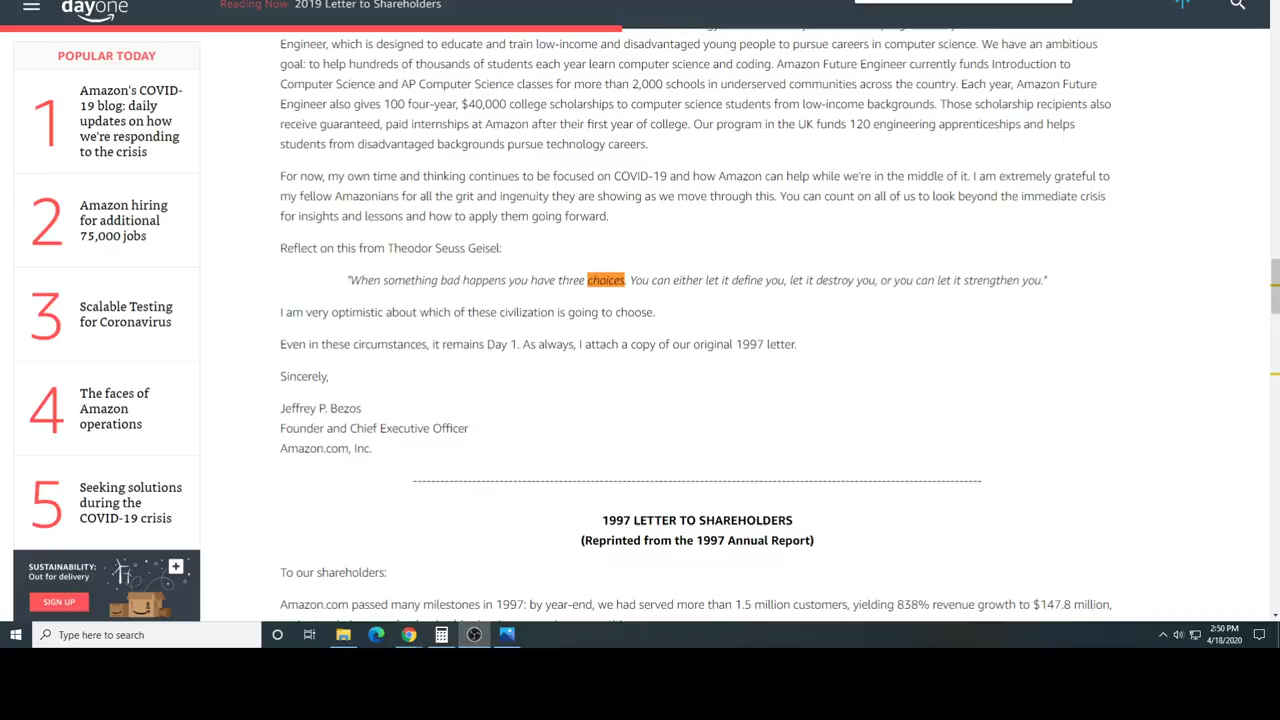 dayone
Reading Now 2019 Letter to Shareholders
POPULAR TODAY
1
Amazon's COVID-
19 blog: daily
updates on how
we're responding
to the crisis
2
Amazon hiring
for additional
75,000 jobs
3
Scalable Testing
for Coronavirus
4
The faces of
Amazon
operations
5
Seeking solutions
during the
COVID-19 crisis
SUSTAINABILITY:
Out for delivery
SIGN UP
Engineer, which is designed to educate and train low-income and disadvantaged young people to pursue careers in computer science. We have an ambitious
goal: to help hundreds of thousands of students each year learn computer science and coding. Amazon Future Engineer currently funds Introduction to
Computer Science and AP Computer Science classes for more than 2,000 schools in underserved communities across the country. Each year, Amazon Future
Engineer also gives 100 four-year, $40,000 college scholarships to computer science students from low-income backgrounds. Those scholarship recipients also
receive guaranteed, paid internships at Amazon after their first year of college. Our program in the UK funds 120 engineering apprenticeships and helps
students from disadvantaged backgrounds pursue technology careers.
For now, my own time and thinking continues to be focused on COVID-19 and how Amazon can help while we're in the middle of it. I am extremely grateful to
my fellow Amazonians for all the grit and ingenuity they are showing as we move through this. You can count on all of us to look beyond the immediate crisis
for insights and lessons and how to apply them going forward.
Reflect on this from Theodor Seuss Geisel:
“When something bad happens you have three choices. You can either let it define you, let it destroy you, or you can let it strengthen you.”
I am very optimistic about which of these civilization is going to choose.
Even in these circumstances, it remains Day 1. As always, I attach a copy of our original 1997 letter.
Sincerely,
Jeffrey P. Bezos
Founder and Chief Executive Officer
Amazon.com, Inc.
1997 LETTER TO SHAREHOLDERS
(Reprinted from the 1997 Annual Report)
To our shareholders:
Amazon.com passed many milestones in 1997: by year-end, we had served more than 1.5 million customers, yielding 838% revenue growth to $147.8 million,
Type here to search
2:50 PM
4/18/2020